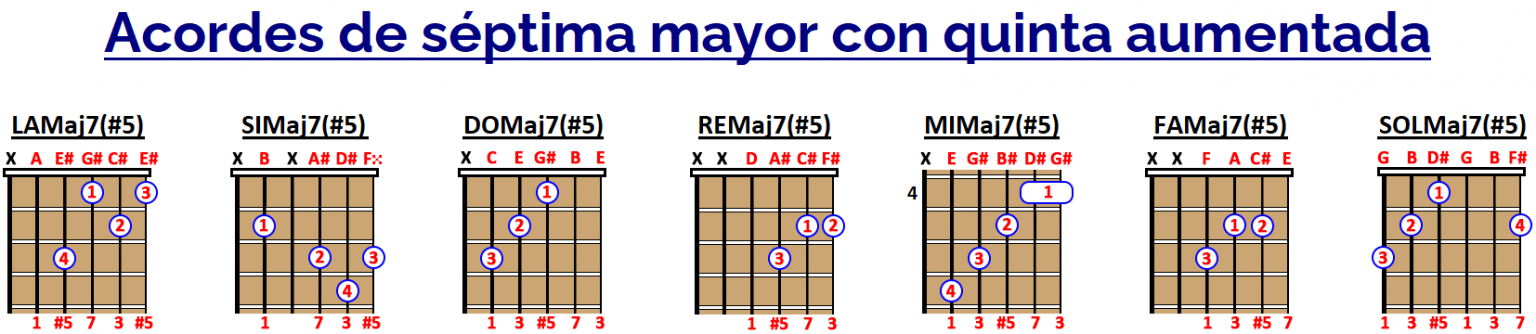 Acordes de séptima mayor con quinta aumentada
LAMaj7(#5) SIMaj7(#5) DOMaj7(#5) REMaj7(#5) MIMaj7(#5) FAMaj7(#5) SOLMaj7(#5)
X A E# G# C# E# X B X A# D# F𝄪 X C E G# B E X X D A# C# F# X E G# B# D# G# X X F A C# E G B D# G B F#
1 3 1 4 1 1
2 1 2 1 2 2 1 2 2 4
4 2 3 3 3 3 3 3
4 4
1 #5 7 3 #5 1 7 3 #5 1 3 #5 7 3 1 #5 7 3 1 3 #5 7 3 1 3 #5 7 1 3 #5 1 3 7